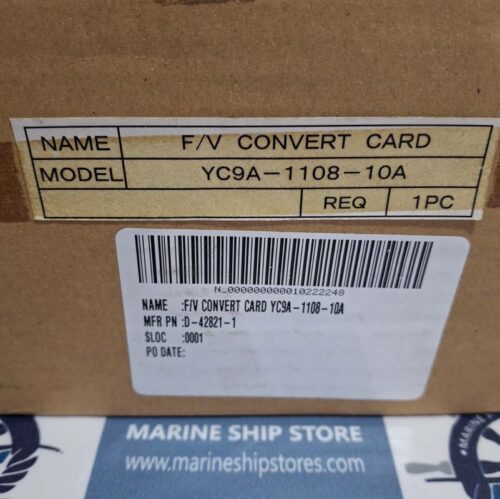 NAME F/V CONVERT CARD
MODEL YC9A-1108-10A
REQ 1PC
N_000000000010222248
NAME :F/V CONVERT CARD YC9A-1108-10A
MFR PN :D-42821-1
SLOC :0001
PO DATE:
MARINE SHIP STORE
www.marineshipstores.com